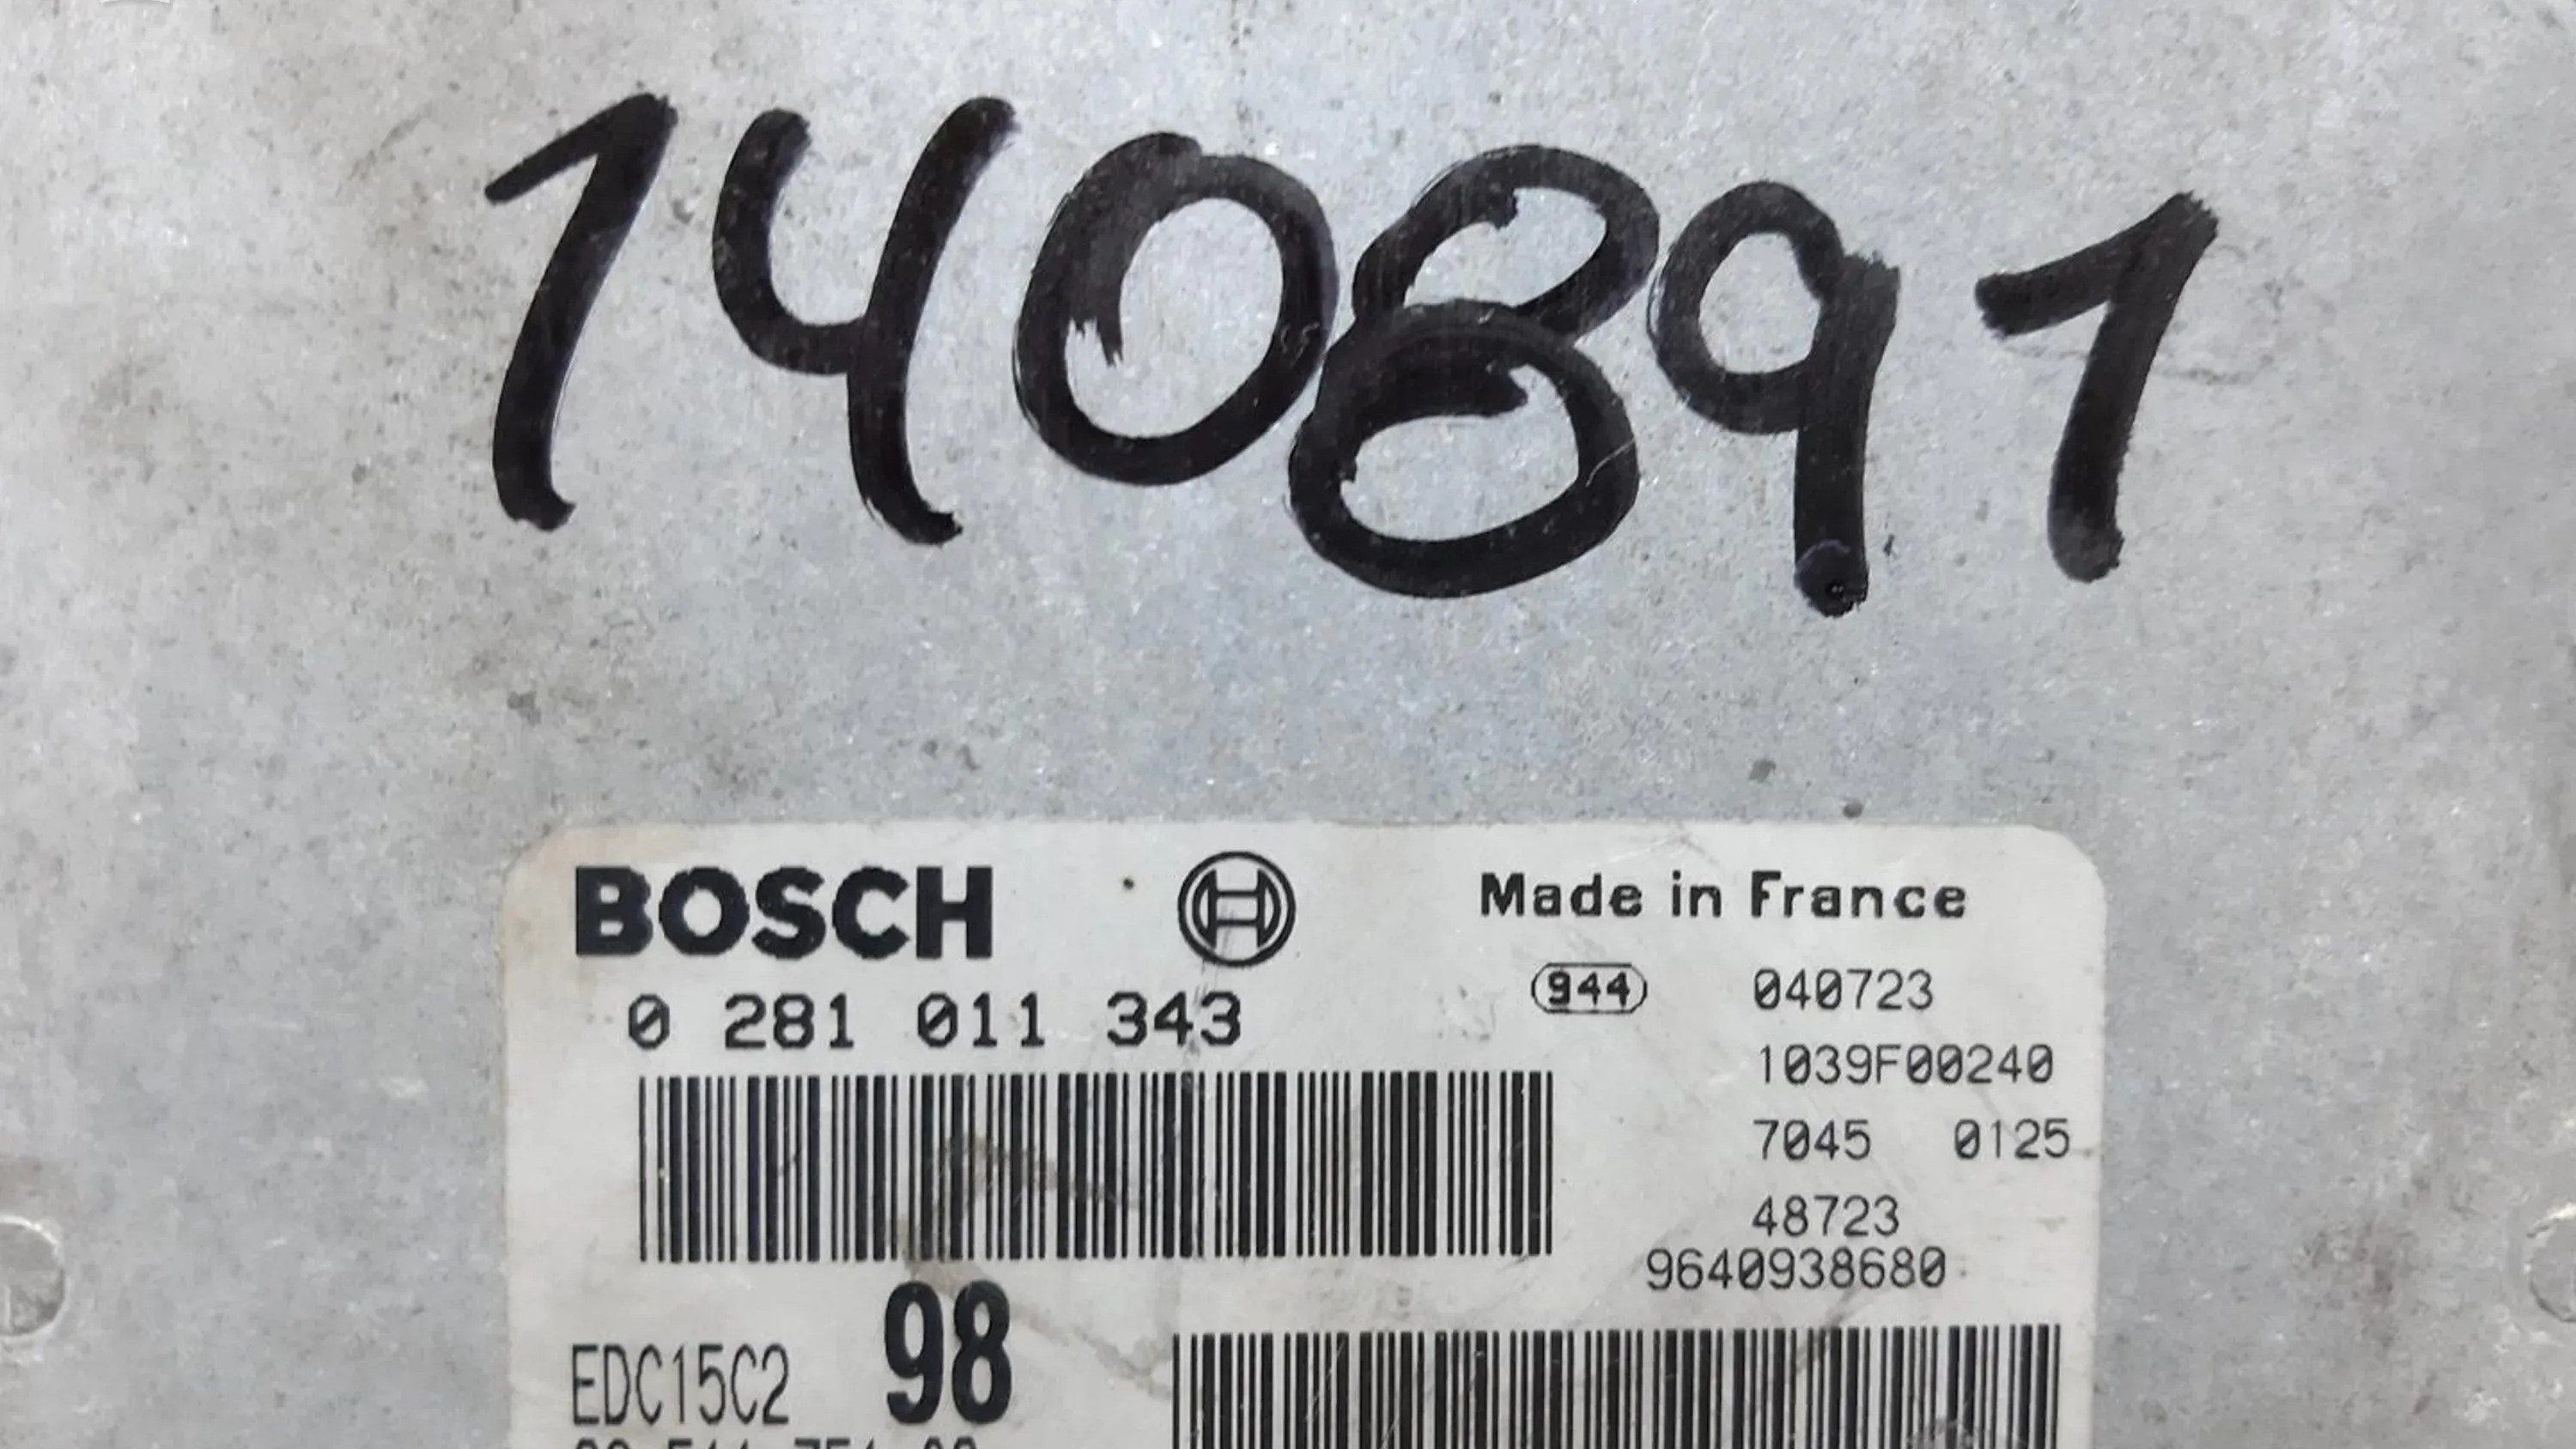 140891
BOSCH
Made in France
0 281 011 343
944 040723
1039F00240
7045 0125
48723
9640938680
EDC15C2 98